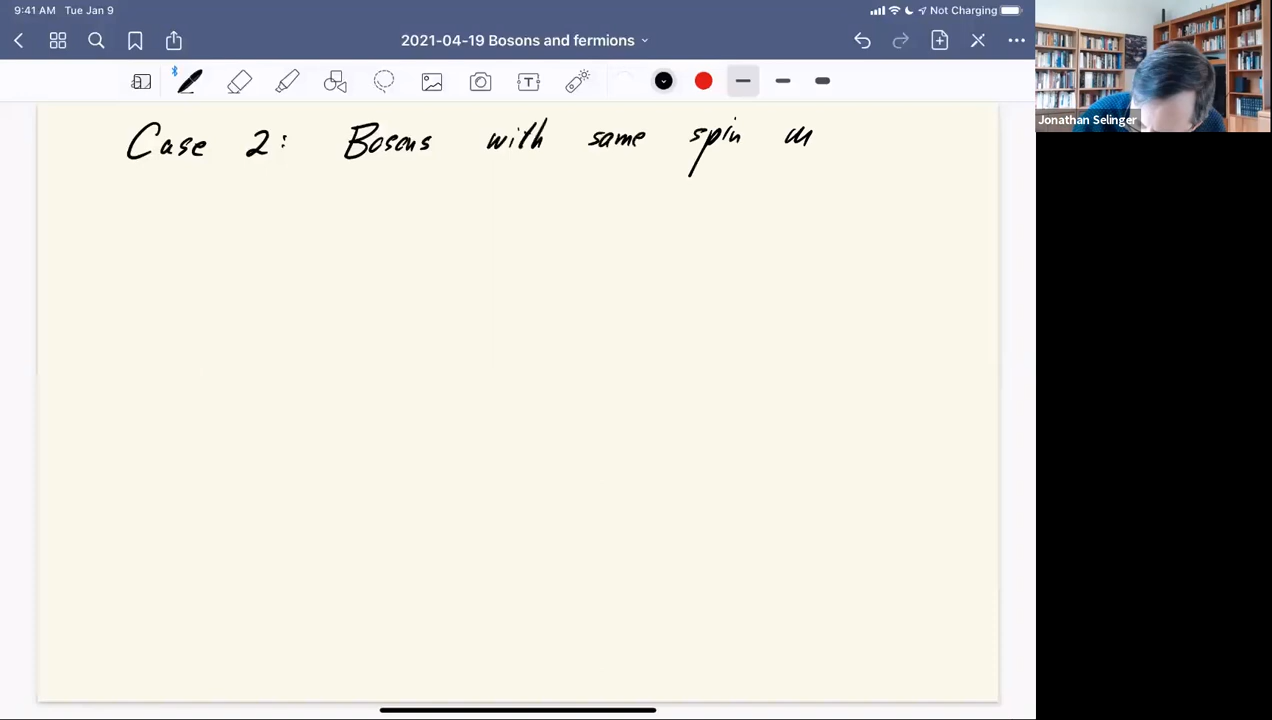 9:41 AM Tue Jan 9
Not Charging
2021-04-19 Bosons and fermions
Jonathan Selinger
Case 2: Bosons with same spin m